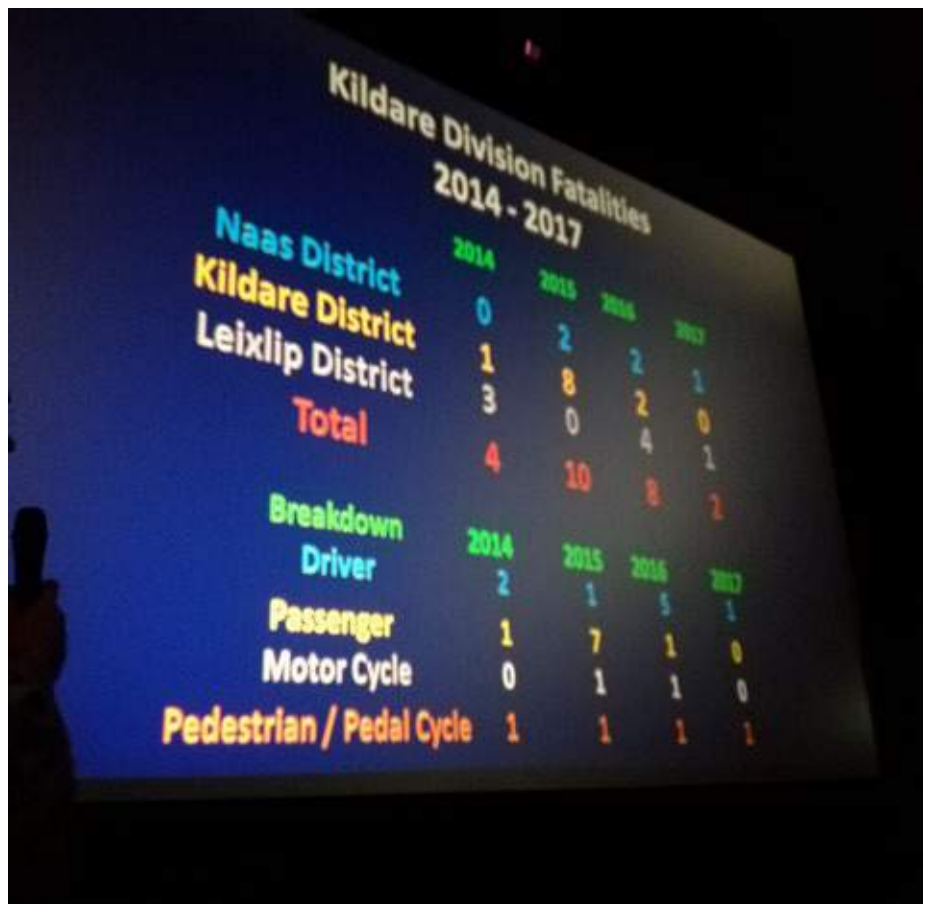 Kildare Division Fatalities
2014 - 2017
2014 2015 2016 2017
Naas District 0 2 2 1
Kildare District 1 8 2 0
Leixlip District 3 0 4 1
Total 4 10 8 2
Breakdown 2014 2015 2016 2017
Driver 2 1 5 1
Passenger 1 7 1 0
Motor Cycle 0 1 1 0
Pedestrian / Pedal Cycle 1 1 1 1